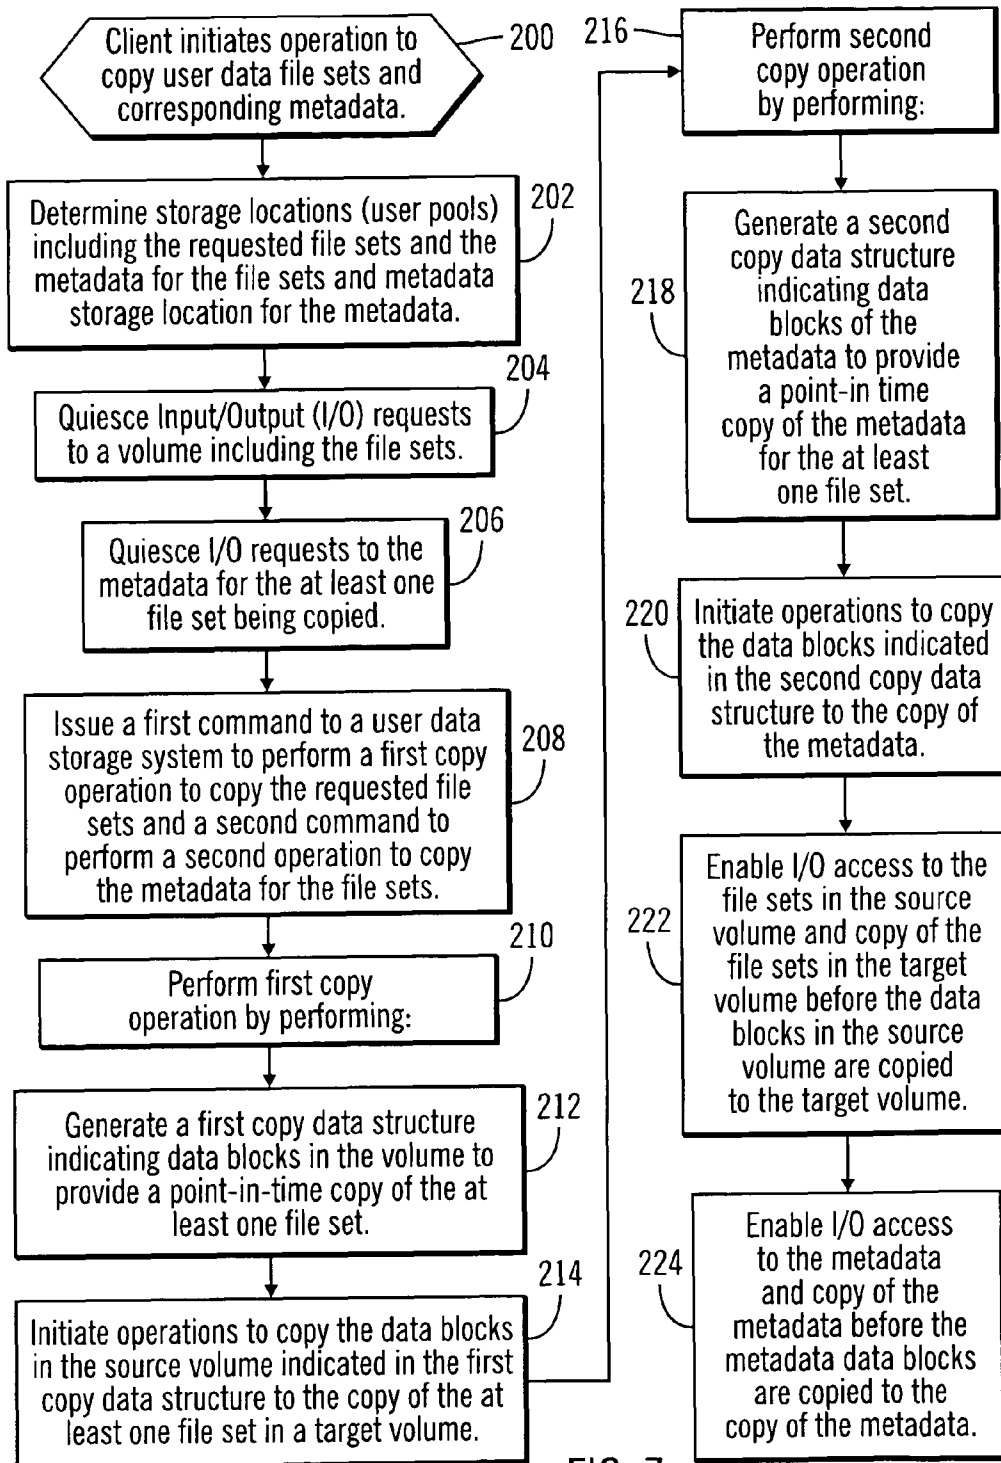 Client initiates operation to
copy user data file sets and
corresponding metadata.
200
Determine storage locations (user pools)
including the requested file sets and the
metadata for the file sets and metadata
storage location for the metadata.
202
204
Quiesce Input/Output (I/O) requests
to a volume including the file sets.
206
Quiesce I/O requests to the
metadata for the at least one
file set being copied.
Issue a first command to a user data
storage system to perform a first copy
operation to copy the requested file
sets and a second command to
perform a second operation to copy
the metadata for the file sets.
208
210
Perform first copy
operation by performing:
212
Generate a first copy data structure
indicating data blocks in the volume to
provide a point-in-time copy of the at
least one file set.
214
Initiate operations to copy the data blocks
in the source volume indicated in the first
copy data structure to the copy of the at
least one file set in a target volume.
216
Perform second
copy operation
by performing:
218
Generate a second
copy data structure
indicating data
blocks of the
metadata to provide
a point-in time
copy of the metadata
for the at least
one file set.
220
Initiate operations to copy
the data blocks indicated
in the second copy data
structure to the copy of
the metadata.
222
Enable I/O access to the
file sets in the source
volume and copy of the
file sets in the target
volume before the data
blocks in the source
volume are copied
to the target volume.
224
Enable I/O access
to the metadata
and copy of the
metadata before the
metadata data blocks
are copied to the
copy of the metadata.